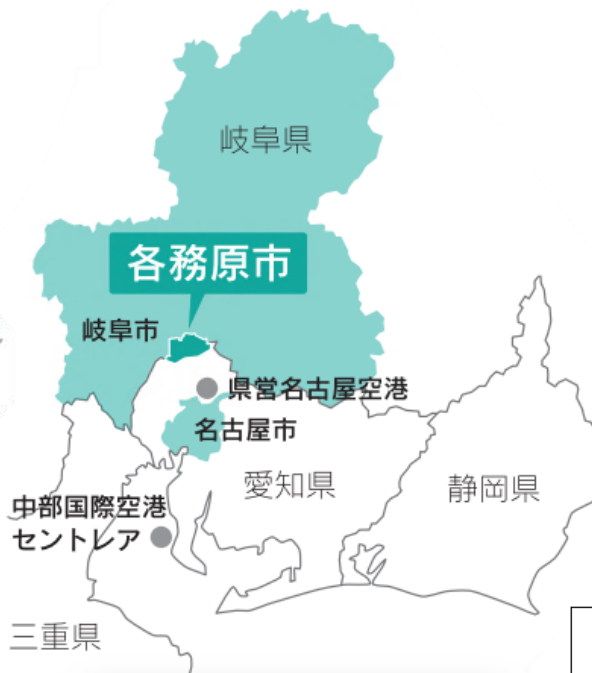 岐阜県
各務原市
岐阜市
県営名古屋空港
名古屋市
愛知県
静岡県
中部国際空港
セントレア
三重県